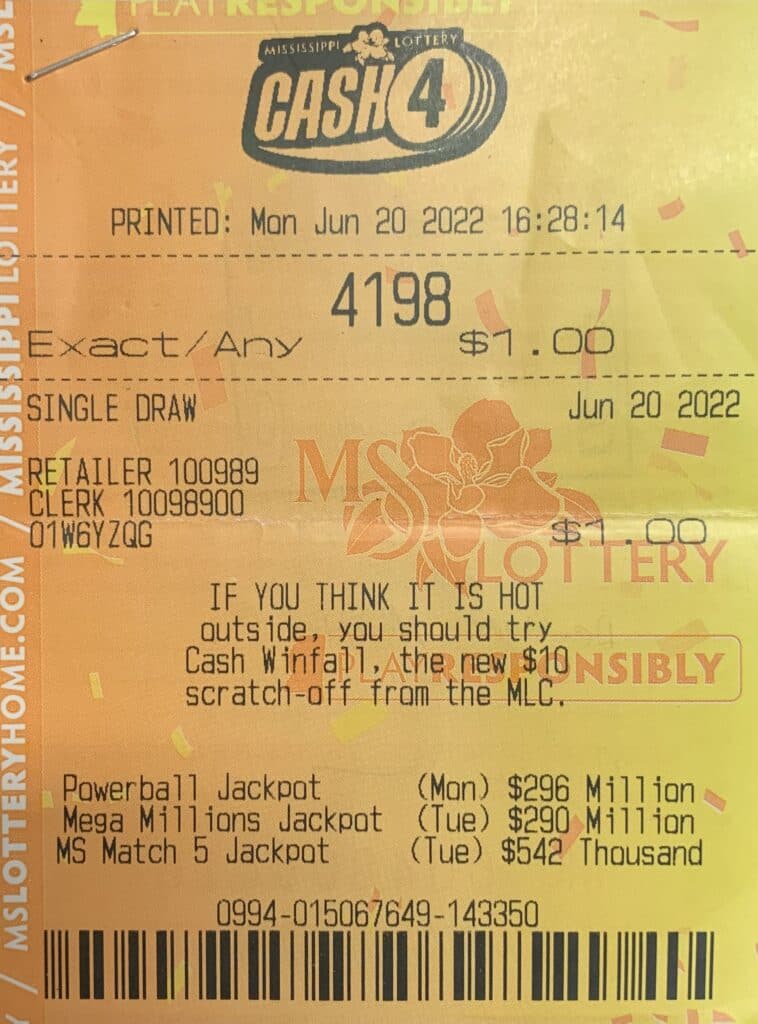 PLAY RESPONSIBLY
MISSISSIPPI LOTTERY
CASH 4
PRINTED: Mon Jun 20 2022 16:28:14
4198
Exact/Any $1.00
SINGLE DRAW Jun 20 2022
RETAILER 100989
CLERK 10098900
01W6YZQG $1.00
MS LOTTERY
IF YOU THINK IT IS HOT
outside, you should try
Cash Winfall, the new $10
scratch-off from the MLC.
PLAY RESPONSIBLY
Powerball Jackpot (Mon) $296 Million
Mega Millions Jackpot (Tue) $290 Million
MS Match 5 Jackpot (Tue) $542 Thousand
0994-015067649-143350
/ MSLOTTERYHOME.COM / MISSISSIPPI LOTTERY / MSL